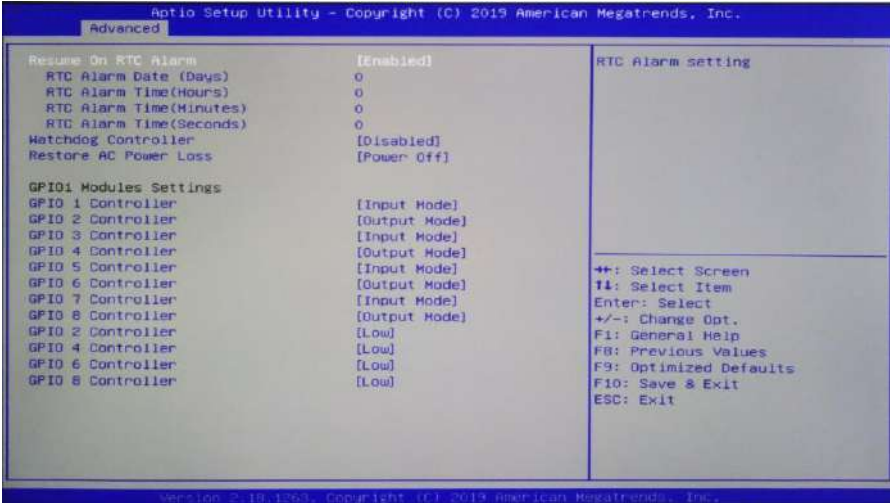 Aptio Setup Utility - Copyright (C) 2019 American Megatrends, Inc.
Advanced
Resume On RTC Alarm [Enabled]
RTC Alarm Date (Days) 0
RTC Alarm Time(Hours) 0
RTC Alarm Time(Minutes) 0
RTC Alarm Time(Seconds) 0
Watchdog Controller [Disabled]
Restore AC Power Loss [Power Off]
GPIO1 Modules Settings
GPIO 1 Controller [Input Mode]
GPIO 2 Controller [Output Mode]
GPIO 3 Controller [Input Mode]
GPIO 4 Controller [Output Mode]
GPIO 5 Controller [Input Mode]
GPIO 6 Controller [Output Mode]
GPIO 7 Controller [Input Mode]
GPIO 8 Controller [Output Mode]
GPIO 2 Controller [Low]
GPIO 4 Controller [Low]
GPIO 6 Controller [Low]
GPIO 8 Controller [Low]
RTC Alarm setting
→←: Select Screen
↑↓: Select Item
Enter: Select
+/-: Change Opt.
F1: General Help
F8: Previous Values
F9: Optimized Defaults
F10: Save & Exit
ESC: Exit
Version 2.18.1263. Copyright (C) 2019 American Megatrends, Inc.